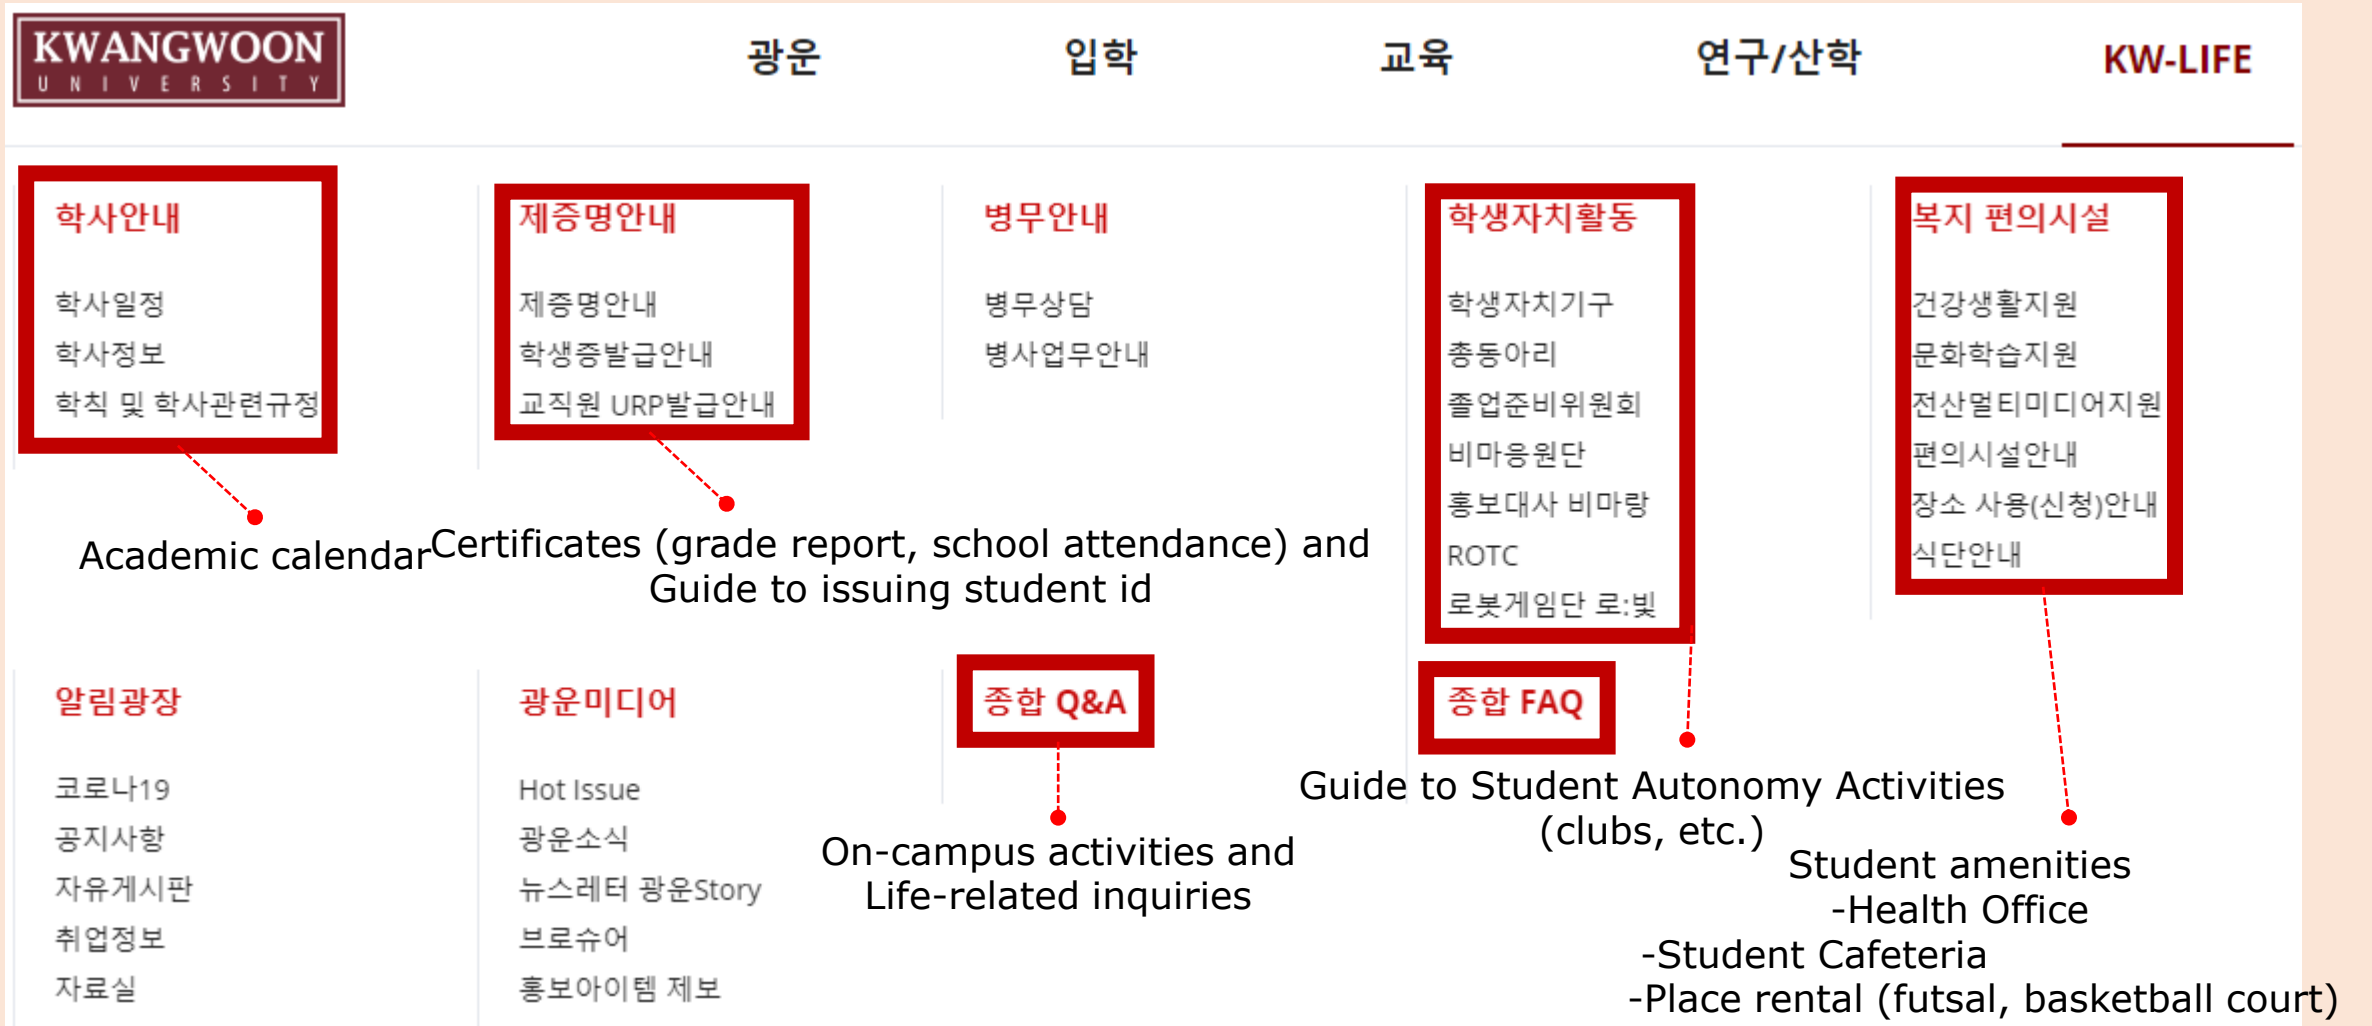 KWANGWOON
UNIVERSITY
광운
입학
교육
연구/산학
KW-LIFE
학사안내
학사일정
학사정보
학칙 및 학사관련규정
Academic calendar
제증명안내
제증명안내
학생증발급안내
교직원 URP발급안내
Certificates (grade report, school attendance) and
Guide to issuing student id
병무안내
병무상담
병사업무안내
학생자치활동
학생자치기구
총동아리
졸업준비위원회
비마응원단
홍보대사 비마랑
ROTC
로봇게임단 로:빛
복지 편의시설
건강생활지원
문화학습지원
전산멀티미디어지원
편의시설안내
장소 사용(신청)안내
식단안내
알림광장
코로나19
공지사항
자유게시판
취업정보
자료실
광운미디어
Hot Issue
광운소식
뉴스레터 광운Story
브로슈어
홍보아이템 제보
종합 Q&A
On-campus activities and
Life-related inquiries
종합 FAQ
Guide to Student Autonomy Activities
(clubs, etc.)
Student amenities
-Health Office
-Student Cafeteria
-Place rental (futsal, basketball court)